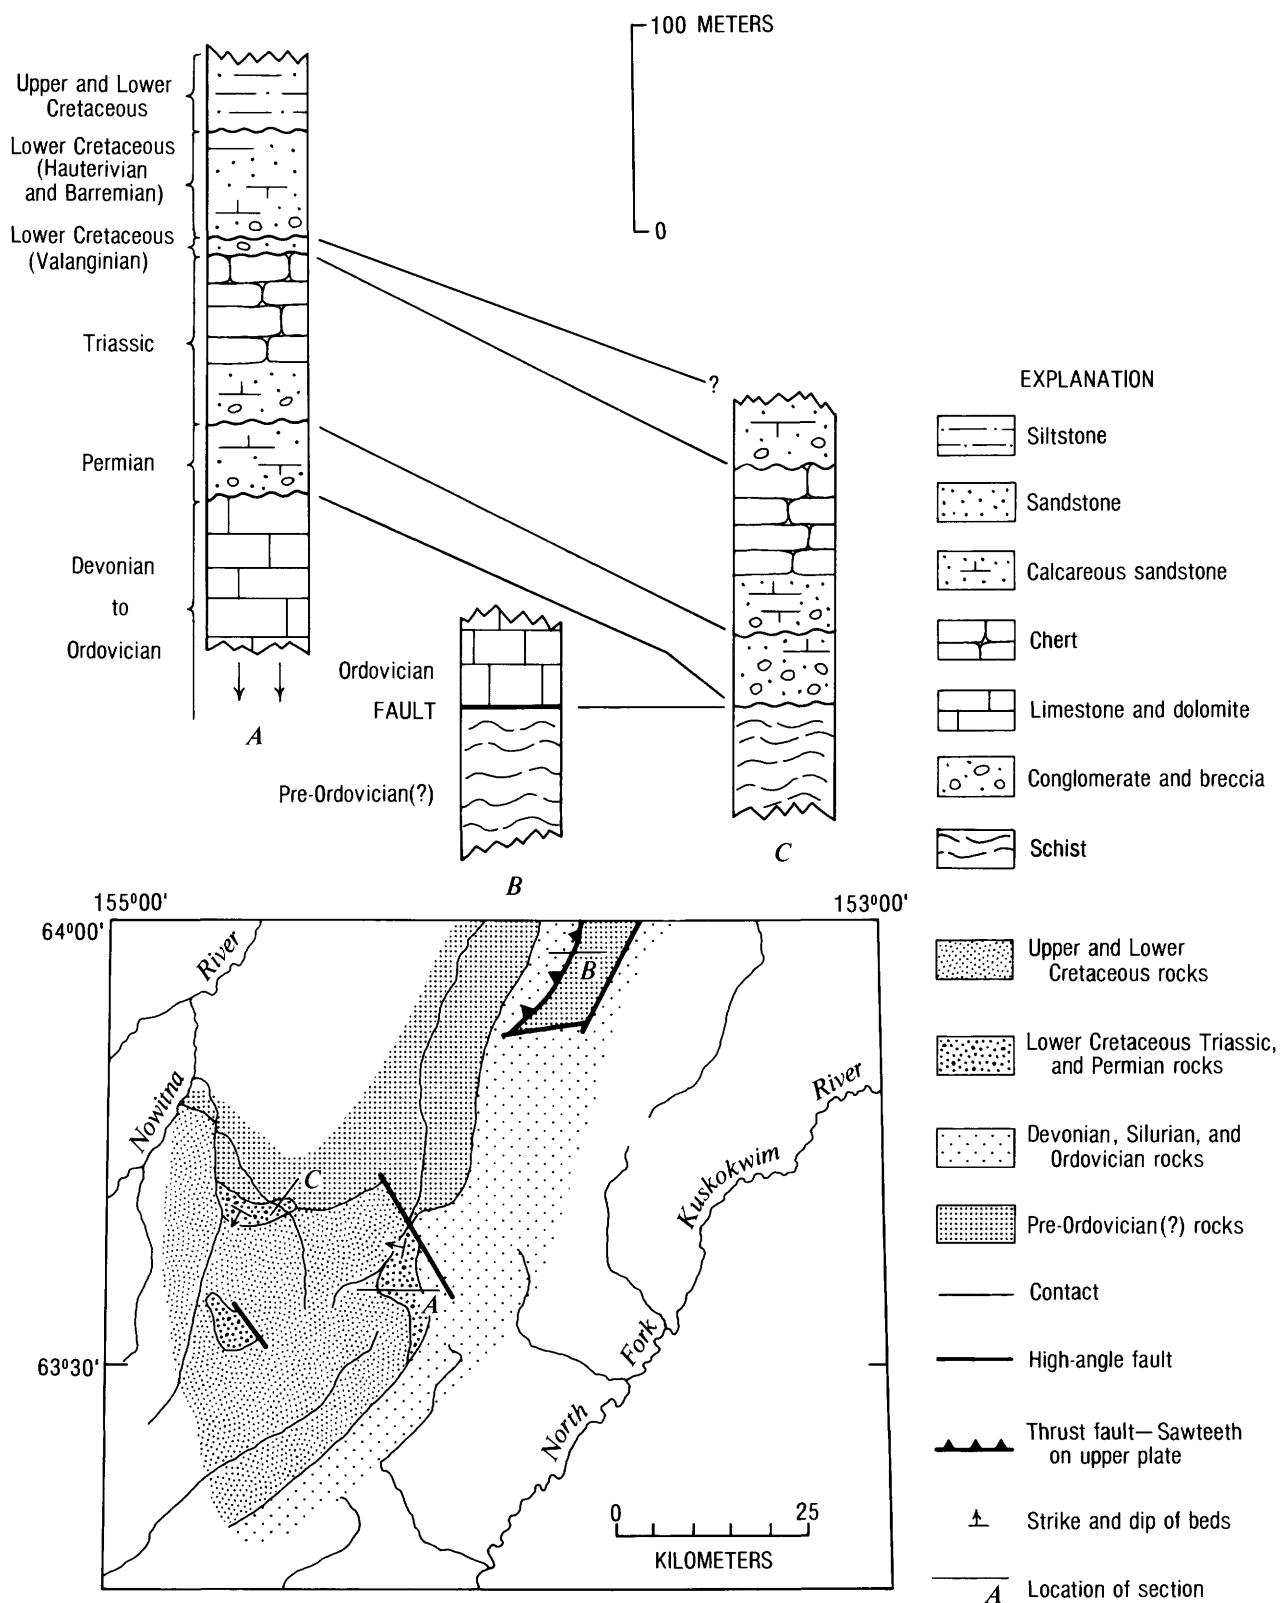 100 METERS
0
Upper and Lower
Cretaceous
Lower Cretaceous
(Hauterivian
and Barremian)
Lower Cretaceous
(Valanginian)
Triassic
Permian
Devonian
to
Ordovician
A
?
Ordovician
FAULT
Pre-Ordovician(?)
B
C
EXPLANATION
Siltstone
Sandstone
Calcareous sandstone
Chert
Limestone and dolomite
Conglomerate and breccia
Schist
155°00'
153°00'
64°00'
63°30'
River
Nowitna
B
C
A
River
Kuskokwim
Fork
North
0 25
KILOMETERS
Upper and Lower
Cretaceous rocks
Lower Cretaceous Triassic,
and Permian rocks
Devonian, Silurian, and
Ordovician rocks
Pre-Ordovician(?) rocks
Contact
High-angle fault
Thrust fault—Sawteeth
on upper plate
Strike and dip of beds
A Location of section